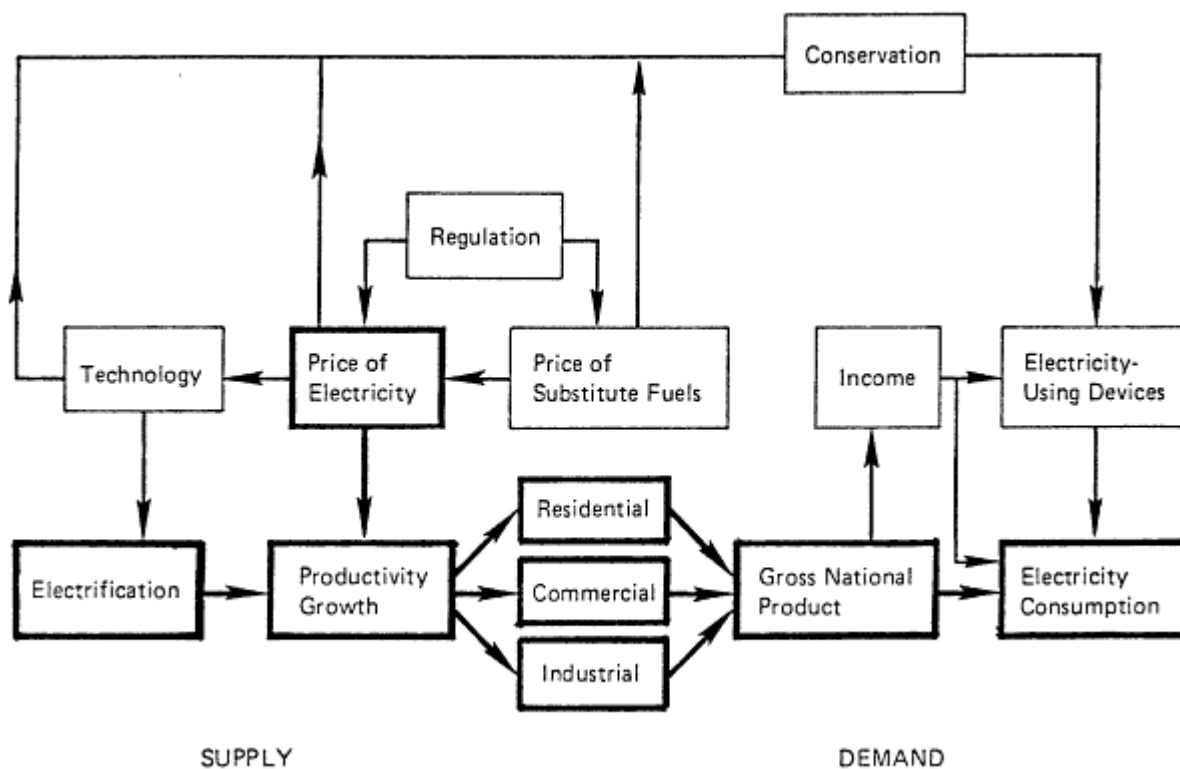 Conservation
Regulation
Technology
Price of
Electricity
Price of
Substitute Fuels
Income
Electricity-
Using Devices
Residential
Electrification
Productivity
Growth
Commercial
Gross National
Product
Electricity
Consumption
Industrial
SUPPLY
DEMAND